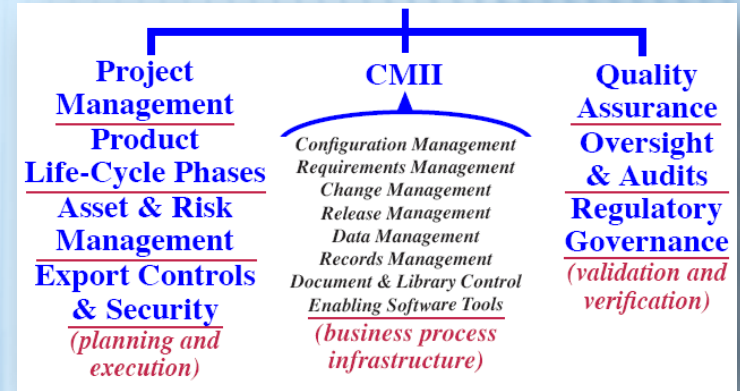 Project
Management
Product
Life-Cycle Phases
Asset & Risk
Management
Export Controls
& Security
(planning and
execution)
CMII
Configuration Management
Requirements Management
Change Management
Release Management
Data Management
Records Management
Document & Library Control
Enabling Software Tools
(business process
infrastructure)
Quality
Assurance
Oversight
& Audits
Regulatory
Governance
(validation and
verification)